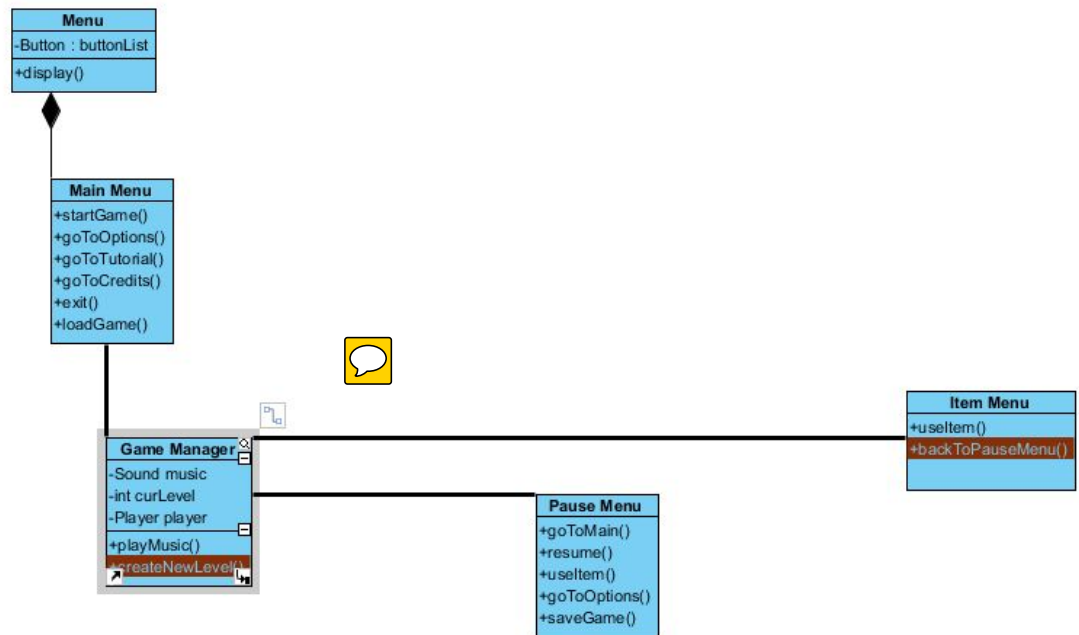 Menu
-Button : buttonList
+display()
Main Menu
+startGame()
+goToOptions()
+goToTutorial()
+goToCredits()
+exit()
+loadGame()
Game Manager
-Sound music
-int curLevel
-Player player
+playMusic()
+createNewLevel()
Item Menu
+useItem()
+backToPauseMenu()
Pause Menu
+goToMain()
+resume()
+useItem()
+goToOptions()
+saveGame()